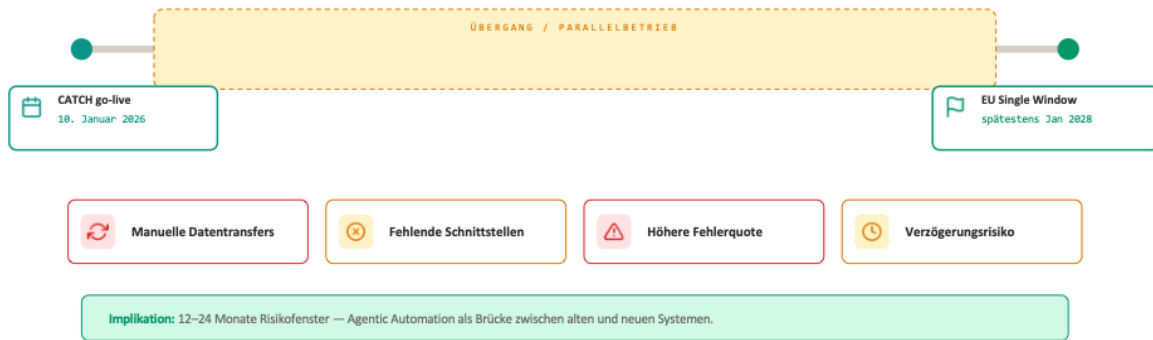 ÜBERGANG / PARALLELBETRIEB
CATCH go-live
10. Januar 2026
EU Single Window
spätestens Jan 2028
Manuelle Datentransfers
Fehlende Schnittstellen
Höhere Fehlerquote
Verzögerungsrisiko
Implikation: 12–24 Monate Risikofenster — Agentic Automation als Brücke zwischen alten und neuen Systemen.